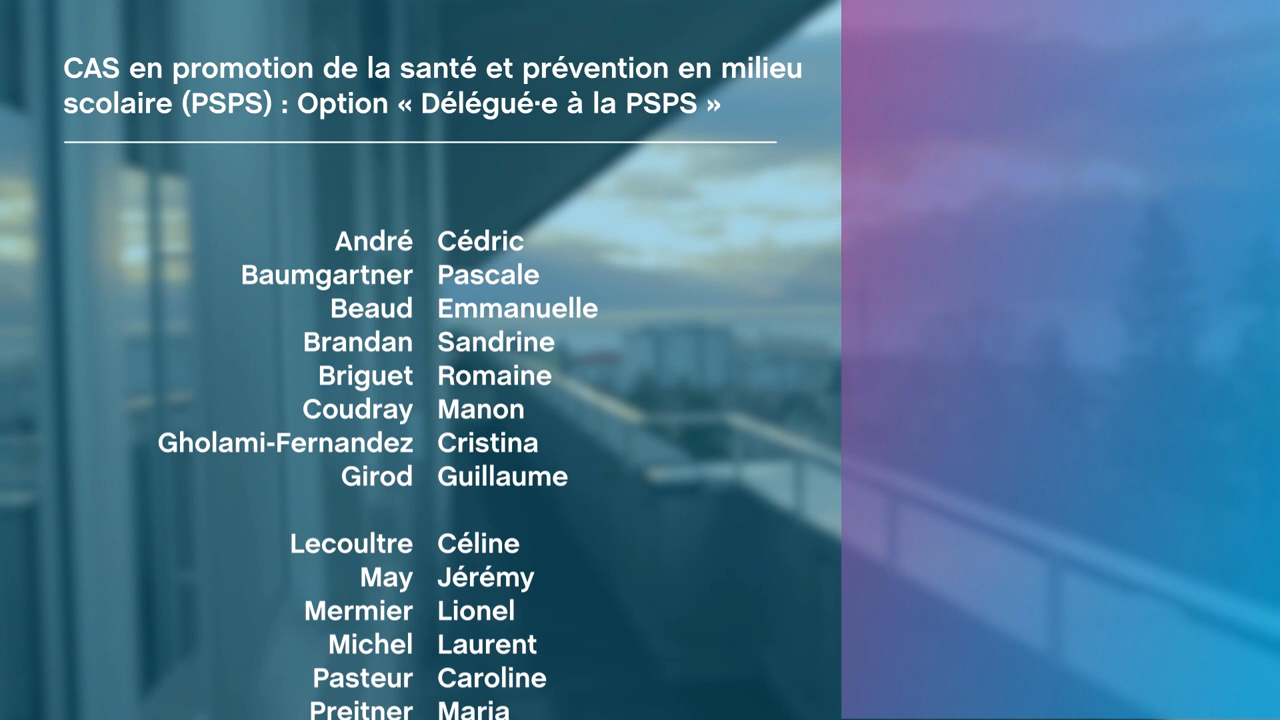 CAS en promotion de la santé et prévention en milieu
scolaire (PSPS) : Option « Délégué·e à la PSPS »
André Cédric
Baumgartner Pascale
Beaud Emmanuelle
Brandan Sandrine
Briguet Romaine
Coudray Manon
Gholami-Fernandez Cristina
Girod Guillaume
Lecoultre Céline
May Jérémy
Mermier Lionel
Michel Laurent
Pasteur Caroline
Preitner Maria